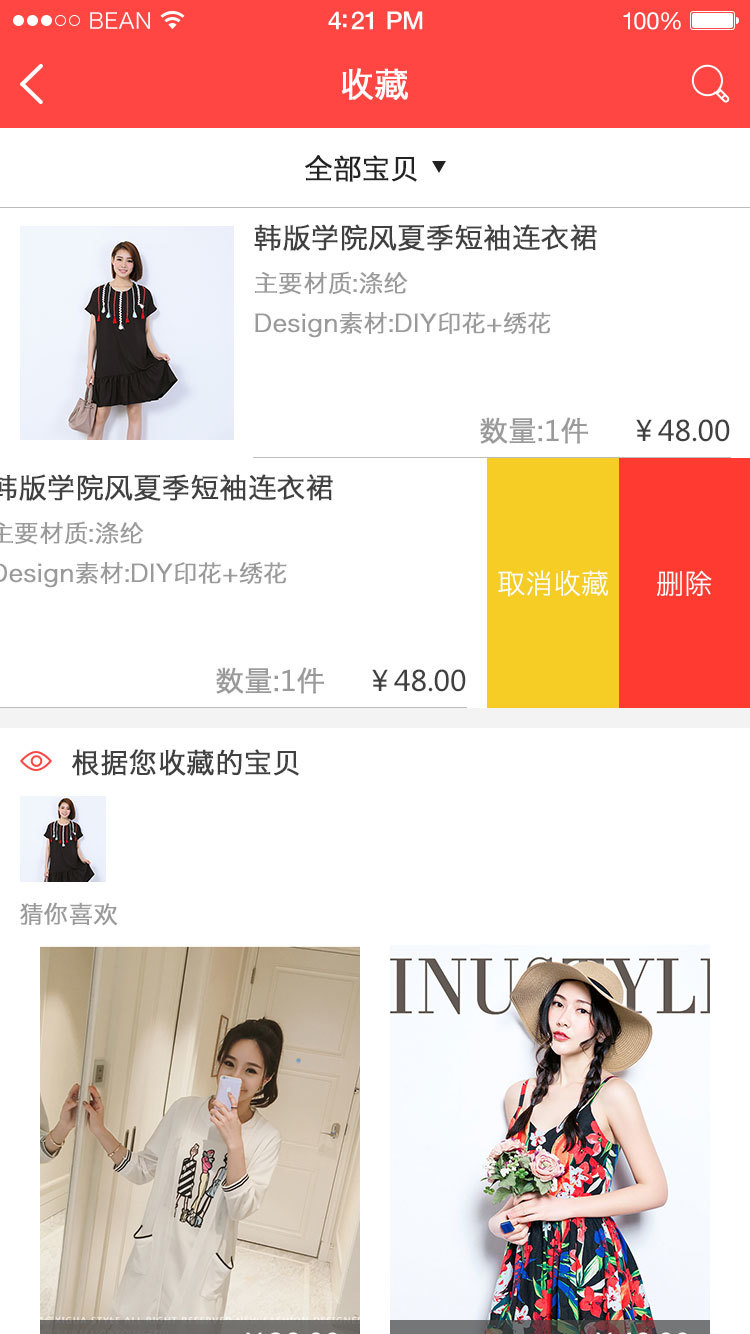 BEAN 4:21 PM 100%
收藏
全部宝贝 ▼
韩版学院风夏季短袖连衣裙
主要材质:涤纶
Design素材:DIY印花+绣花
数量:1件 ¥48.00
韩版学院风夏季短袖连衣裙
主要材质:涤纶
Design素材:DIY印花+绣花
数量:1件 ¥48.00
取消收藏 删除
根据您收藏的宝贝
猜你喜欢
INUSTYL
STYLE ALL RIGHT RESERVED